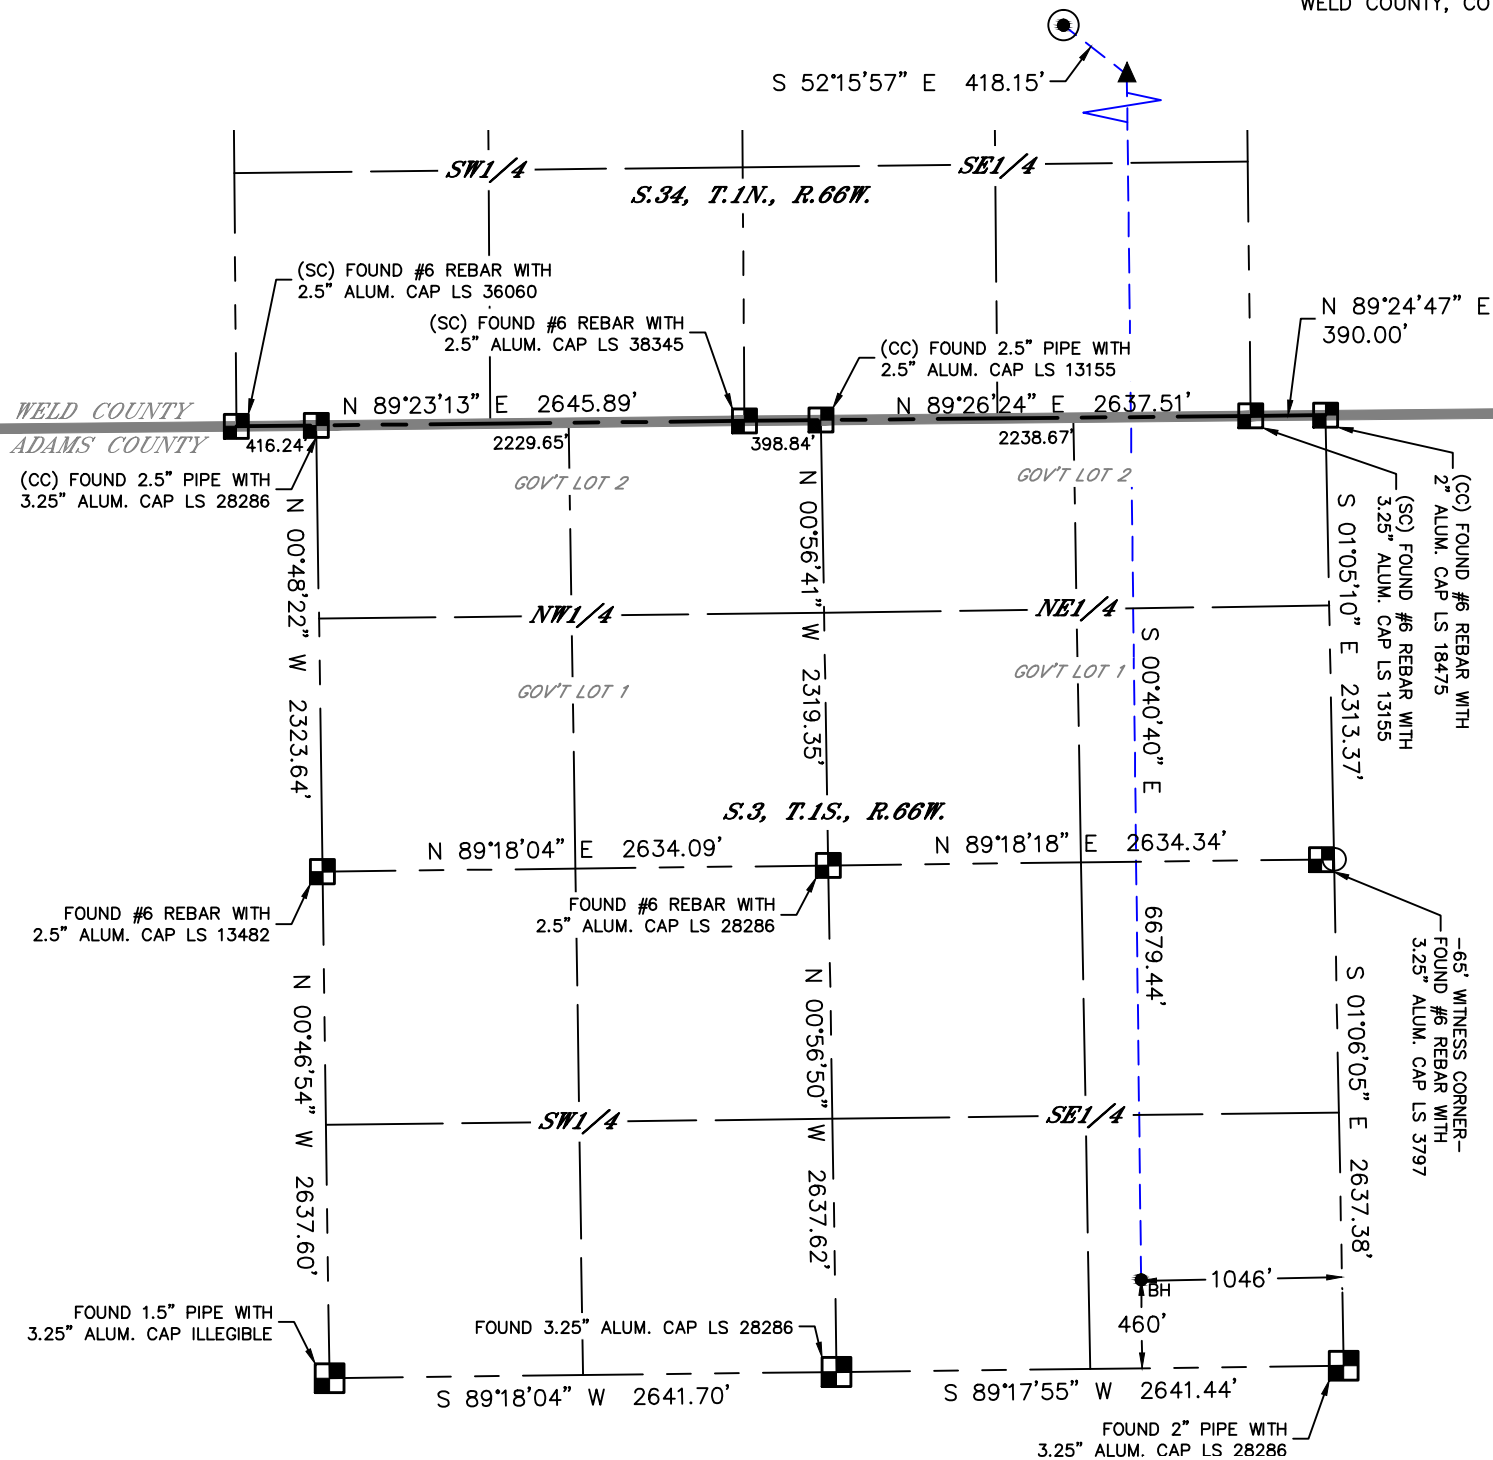 WELD COUNTY, CO
S 52°15'57" E 418.15'
SW1/4
SE1/4
S.34, T.1N., R.66W.
(SC) FOUND #6 REBAR WITH
2.5" ALUM. CAP LS 36060
(SC) FOUND #6 REBAR WITH
2.5" ALUM. CAP LS 38345
(CC) FOUND 2.5" PIPE WITH
2.5" ALUM. CAP LS 13155
N 89°24'47" E
390.00'
WELD COUNTY
ADAMS COUNTY
N 89°23'13" E 2645.89'
N 89°26'24" E 2637.51'
416.24'
2229.65'
398.84'
2238.67'
(CC) FOUND 2.5" PIPE WITH
3.25" ALUM. CAP LS 28286
GOV'T LOT 2
GOV'T LOT 2
(CC) FOUND #6 REBAR WITH
2" ALUM. CAP LS 18475
(SC) FOUND #6 REBAR WITH
3.25" ALUM. CAP LS 13155
N 00°48'22" W 2323.64'
N 00°56'41" W 2319.35'
S 01°05'10" E 2313.37'
NW1/4
NE1/4
GOV'T LOT 1
GOV'T LOT 1
S 00°40'40" E 6679.44'
S.3, T.1S., R.66W.
N 89°18'04" E 2634.09'
N 89°18'18" E 2634.34'
FOUND #6 REBAR WITH
2.5" ALUM. CAP LS 13482
FOUND #6 REBAR WITH
2.5" ALUM. CAP LS 28286
-65' WITNESS CORNER-
FOUND #6 REBAR WITH
3.25" ALUM. CAP LS 3797
N 00°46'54" W 2637.60'
N 00°56'50" W 2637.62'
S 01°06'05" E 2637.38'
SW1/4
SE1/4
BH
1046'
460'
FOUND 1.5" PIPE WITH
3.25" ALUM. CAP ILLEGIBLE
FOUND 3.25" ALUM. CAP LS 28286
S 89°18'04" W 2641.70'
S 89°17'55" W 2641.44'
FOUND 2" PIPE WITH
3.25" ALUM. CAP LS 28286